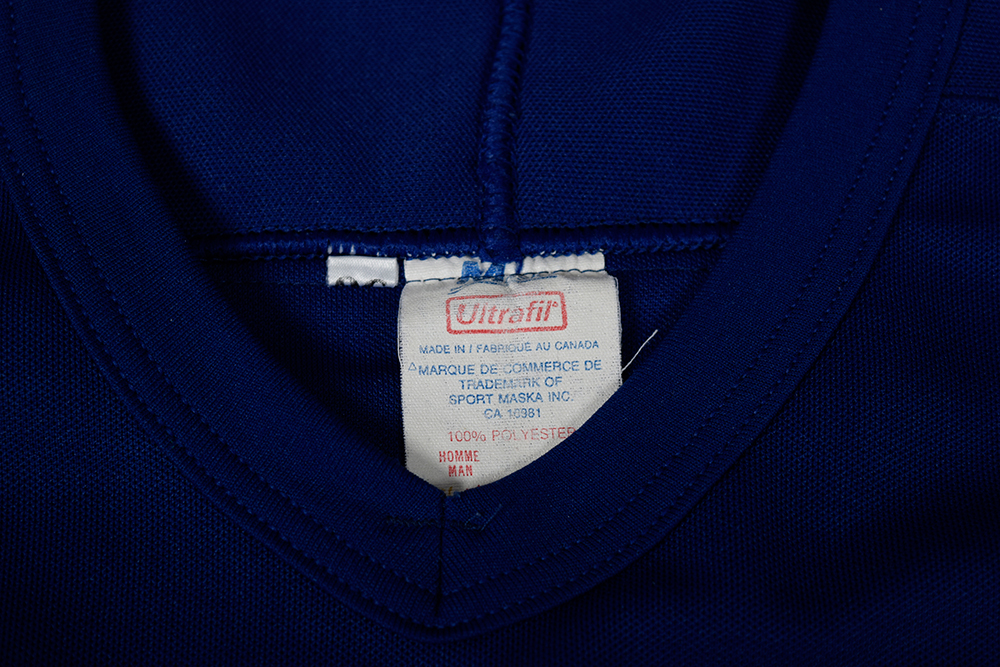 Ultrafil
MADE IN / FABRIQUÉ AU CANADA
△MARQUE DE COMMERCE DE
TRADEMARK OF
SPORT MASKA INC.
CA 10981
100% POLYESTER
HOMME
MAN